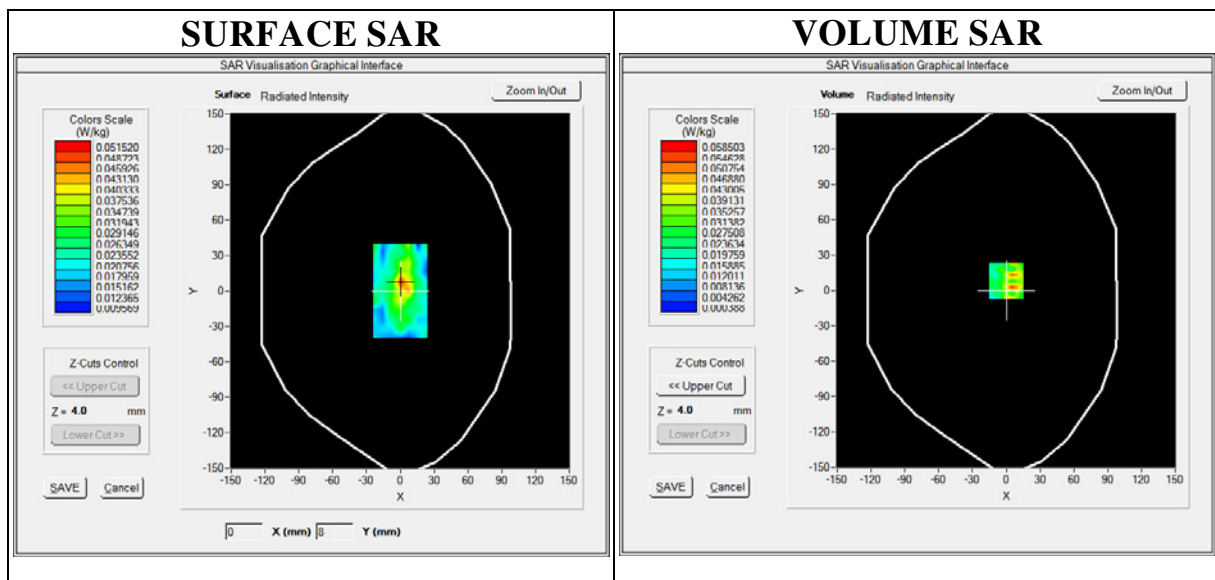 SURFACE SAR
SAR Visualisation Graphical Interface
Surface Radiated Intensity
Zoom In/Out
Colors Scale
(W/kg)
0.051520
0.048723
0.045926
0.043130
0.040333
0.037536
0.034739
0.031943
0.029146
0.026349
0.023552
0.020756
0.017959
0.015162
0.012365
0.009569
Z-Cuts Control
<< Upper Cut
Z = 4.0 mm
Lower Cut >>
SAVE Cancel
150-
120-
90-
60-
30-
0-
-30-
-60-
-90-
-120-
-150-
Y
-150 -120 -90 -60 -30 0 30 60 90 120 150
X
0 X (mm) 8 Y (mm)
VOLUME SAR
SAR Visualisation Graphical Interface
Volume Radiated Intensity
Zoom In/Out
Colors Scale
(W/kg)
0.058503
0.054628
0.050754
0.046880
0.043005
0.039131
0.035257
0.031382
0.027508
0.023634
0.019759
0.015885
0.012011
0.008136
0.004262
0.000388
Z-Cuts Control
<< Upper Cut
Z = 4.0 mm
Lower Cut >>
SAVE Cancel
150-
120-
90-
60-
30-
0-
-30-
-60-
-90-
-120-
-150-
Y
-150 -120 -90 -60 -30 0 30 60 90 120 150
X